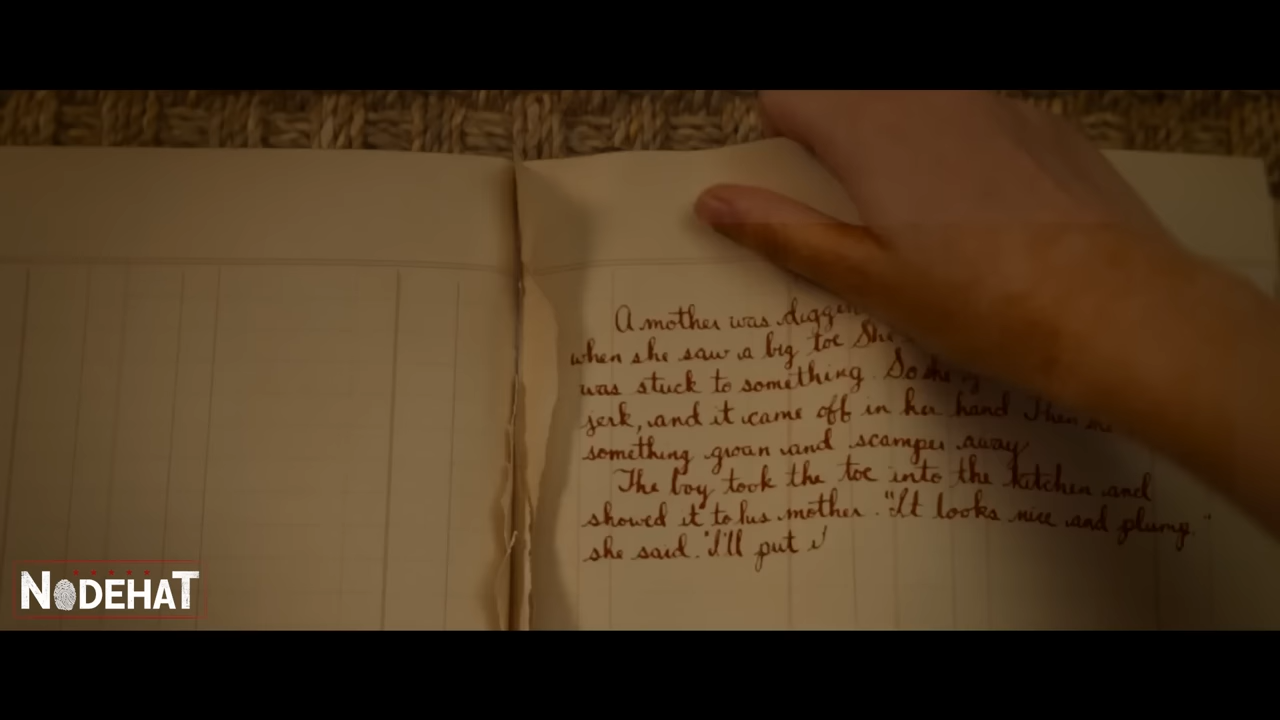 A mother was
when she saw a big toe She
was stuck to something. So she
jerk, and it came off in her hand Then she
something groan and scamper away
The boy took the toe into the kitchen and
showed it to his mother. "It looks nice and plump,"
she said. "I'll put
NODEHAT